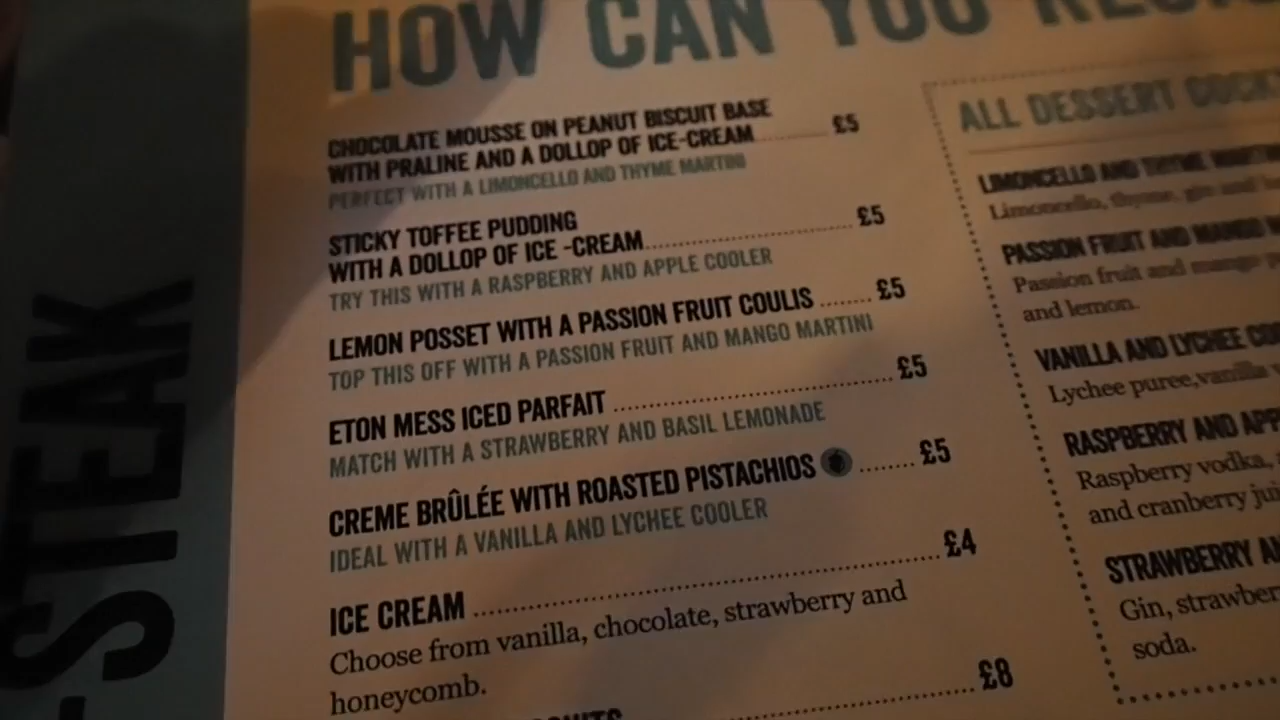 HOW CAN YOU
CHOCOLATE MOUSSE ON PEANUT BISCUIT BASE
WITH PRALINE AND A DOLLOP OF ICE-CREAM £5
PERFECT WITH A LIMONCELLO AND THYME MARTINI
STICKY TOFFEE PUDDING
WITH A DOLLOP OF ICE -CREAM £5
TRY THIS WITH A RASPBERRY AND APPLE COOLER
LEMON POSSET WITH A PASSION FRUIT COULIS £5
TOP THIS OFF WITH A PASSION FRUIT AND MANGO MARTINI
ETON MESS ICED PARFAIT £5
MATCH WITH A STRAWBERRY AND BASIL LEMONADE
CREME BRÛLÉE WITH ROASTED PISTACHIOS £5
IDEAL WITH A VANILLA AND LYCHEE COOLER
ICE CREAM £4
Choose from vanilla, chocolate, strawberry and
honeycomb.
£8
ALL DESSERT
LIMONCELLO AND THYME
Limoncello, thyme, gin and
PASSION FRUIT AND MANGO
Passion fruit and mango
and lemon.
VANILLA AND LYCHEE
Lychee puree,vanilla
RASPBERRY AND
Raspberry vodka,
and cranberry
STRAWBERRY
Gin,
soda.
-STEAK